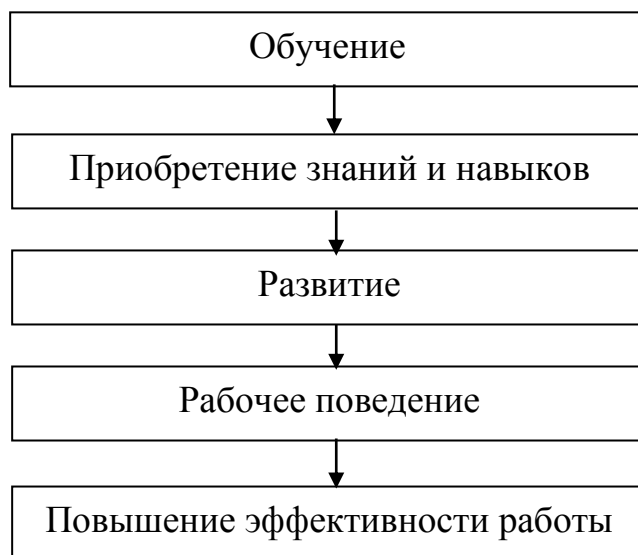 Обучение
Приобретение знаний и навыков
Развитие
Рабочее поведение
Повышение эффективности работы